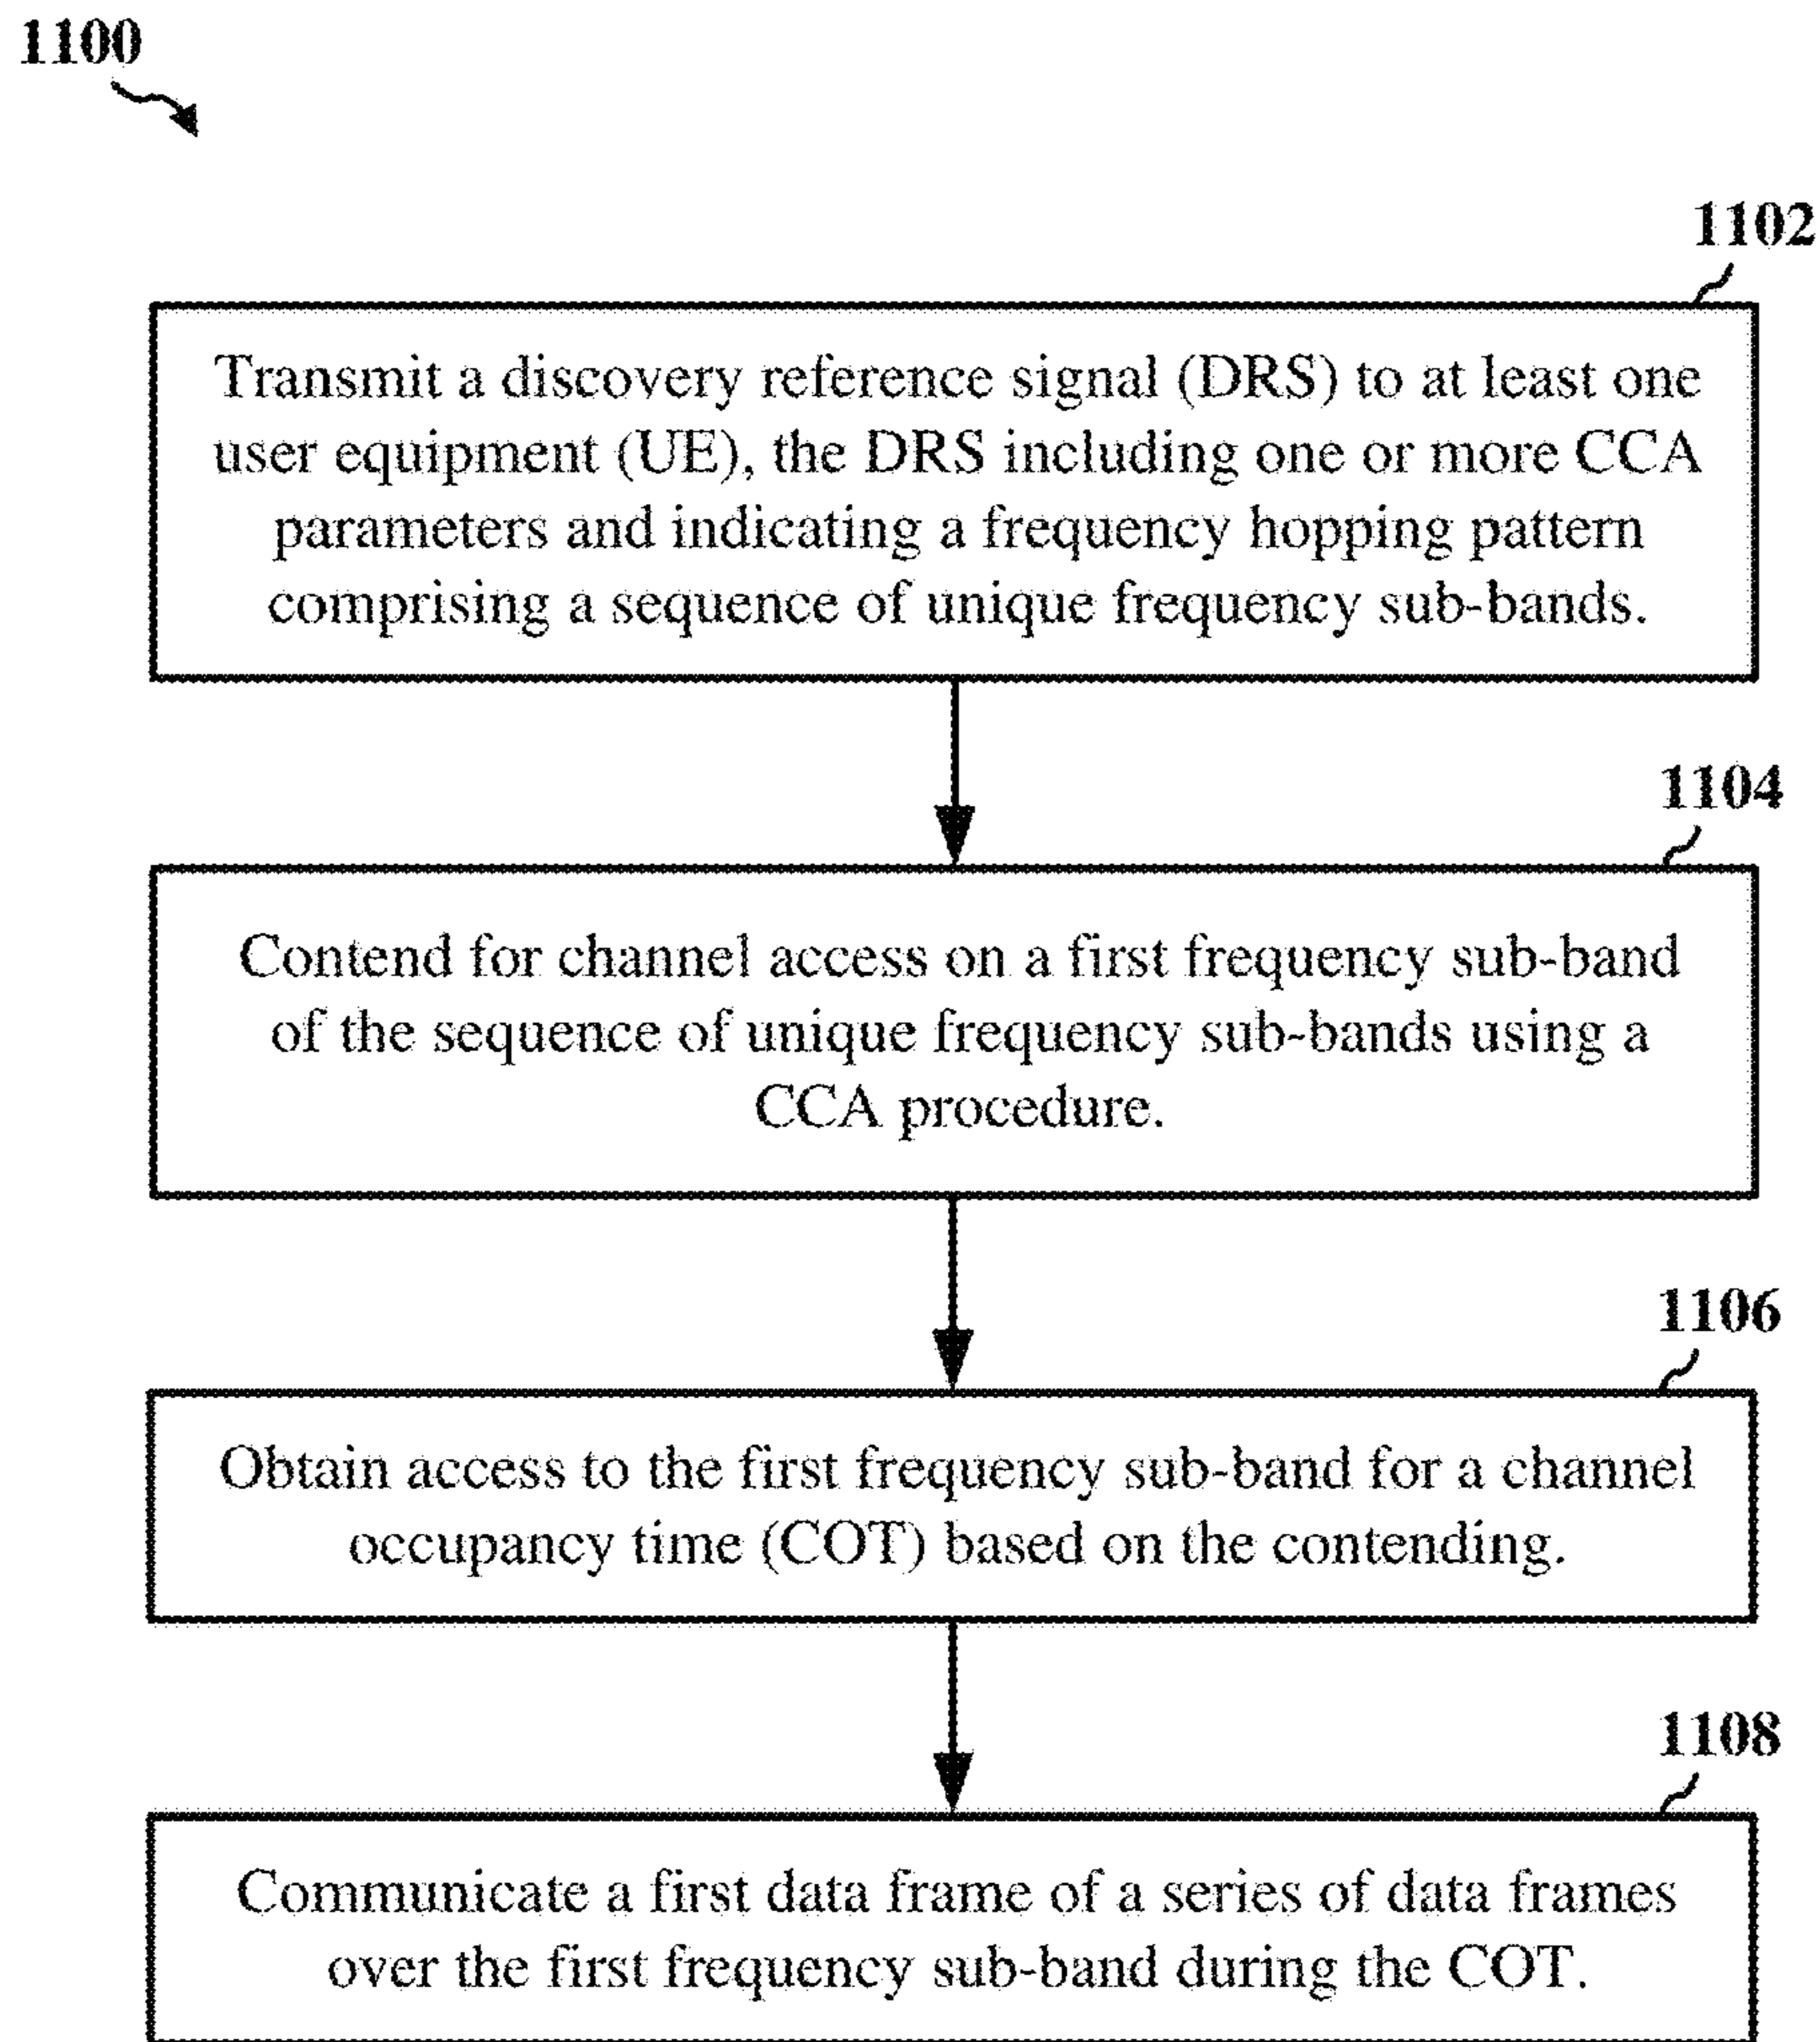 1100
1102
Transmit a discovery reference signal (DRS) to at least one
user equipment (UE), the DRS including one or more CCA
parameters and indicating a frequency hopping pattern
comprising a sequence of unique frequency sub-bands.
1104
Contend for channel access on a first frequency sub-band
of the sequence of unique frequency sub-bands using a
CCA procedure.
1106
Obtain access to the first frequency sub-band for a channel
occupancy time (COT) based on the contending.
1108
Communicate a first data frame of a series of data frames
over the first frequency sub-band during the COT.